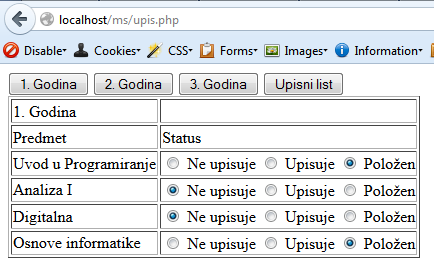 localhost/ms/upis.php
Disable Cookies CSS Forms Images Information
1. Godina 2. Godina 3. Godina Upisni list
1. Godina
Predmet Status
Uvod u Programiranje Ne upisuje Upisuje Položen
Analiza I Ne upisuje Upisuje Položen
Digitalna Ne upisuje Upisuje Položen
Osnove informatike Ne upisuje Upisuje Položen